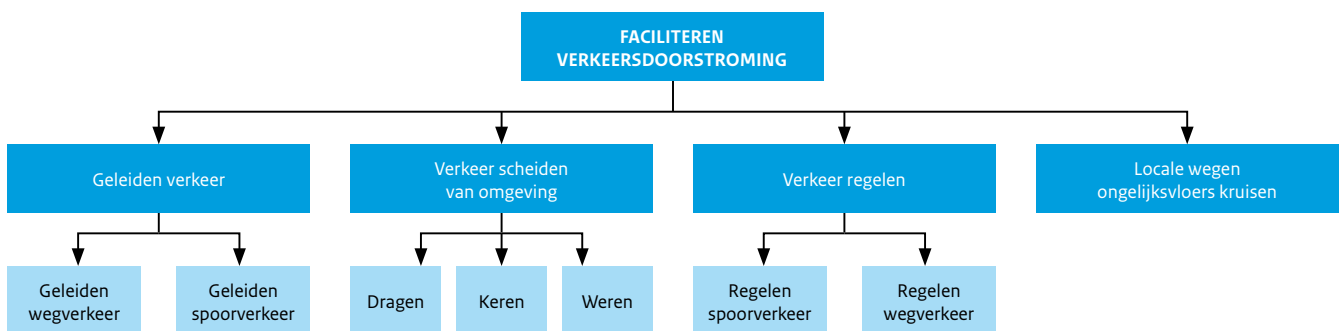 FACILITEREN
VERKEERSDOORSTROMING
Geleiden verkeer
Verkeer scheiden
van omgeving
Verkeer regelen
Locale wegen
ongelijksvloers kruisen
Geleiden
wegverkeer
Geleiden
spoorverkeer
Dragen
Keren
Weren
Regelen
spoorverkeer
Regelen
wegverkeer